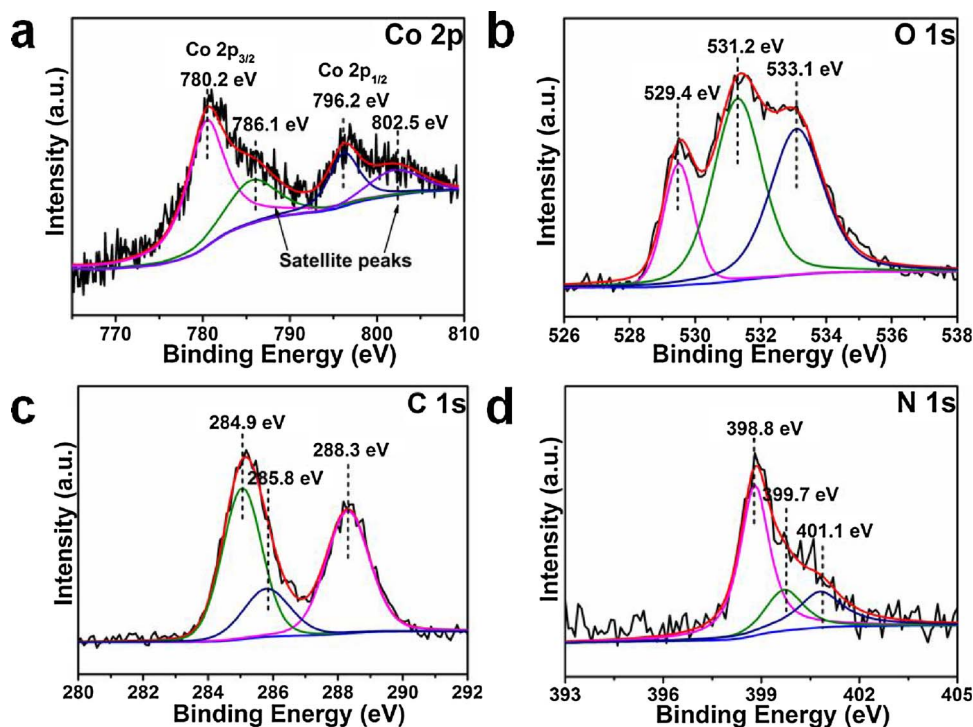 a
Co 2p
Co 2p3/2
780.2 eV
786.1 eV
Co 2p1/2
796.2 eV
802.5 eV
Satellite peaks
Intensity (a.u.)
770 780 790 800 810
Binding Energy (eV)
b
O 1s
529.4 eV
531.2 eV
533.1 eV
Intensity (a.u.)
526 528 530 532 534 536 538
Binding Energy (eV)
c
C 1s
284.9 eV
285.8 eV
288.3 eV
Intensity (a.u.)
280 282 284 286 288 290 292
Binding Energy (eV)
d
N 1s
398.8 eV
399.7 eV
401.1 eV
Intensity (a.u.)
393 396 399 402 405
Binding Energy (eV)